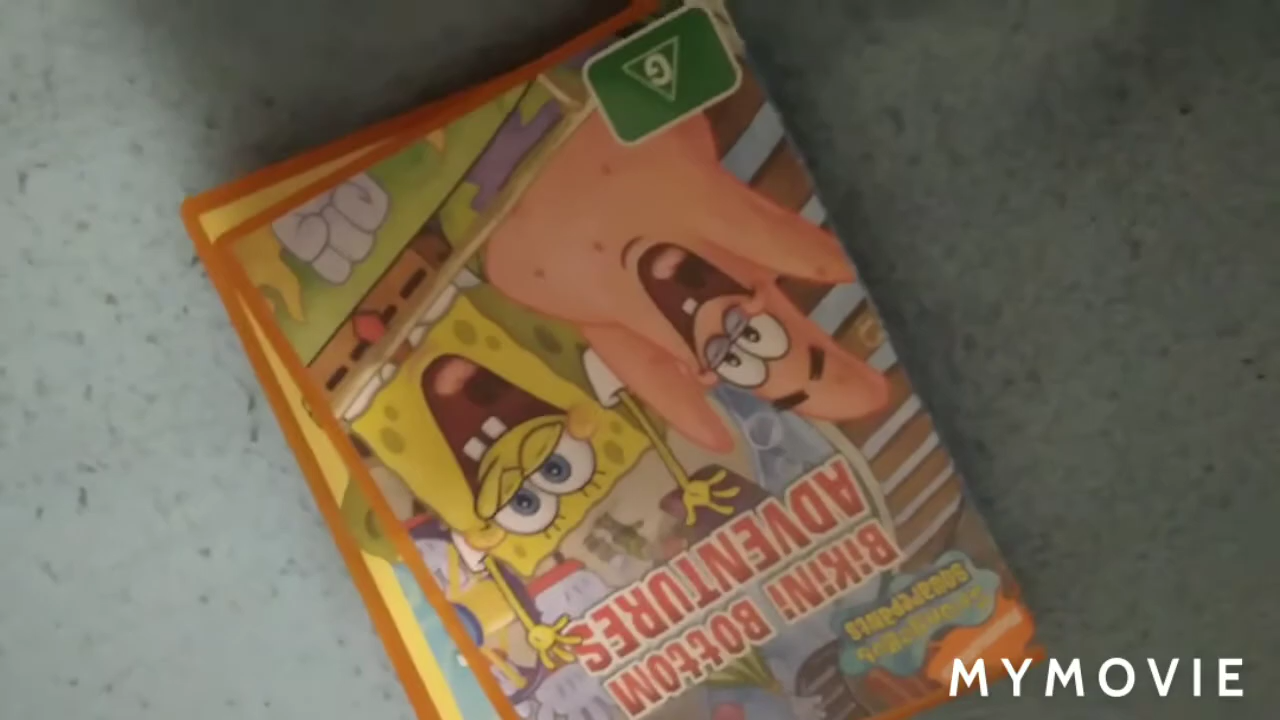 SpongeBob
SQUAREPANTS
BiKiNi BOttOM
ADVENTURES
G
MYMOVIE